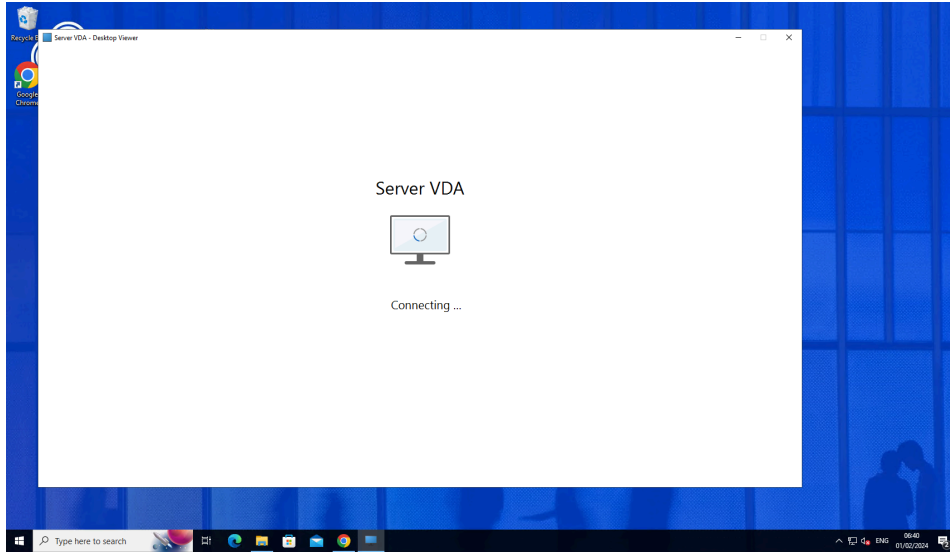 Recycle B
Server VDA - Desktop Viewer
Google
Chrome
Server VDA
Connecting ...
Type here to search
ENG
06:40
01/02/2024